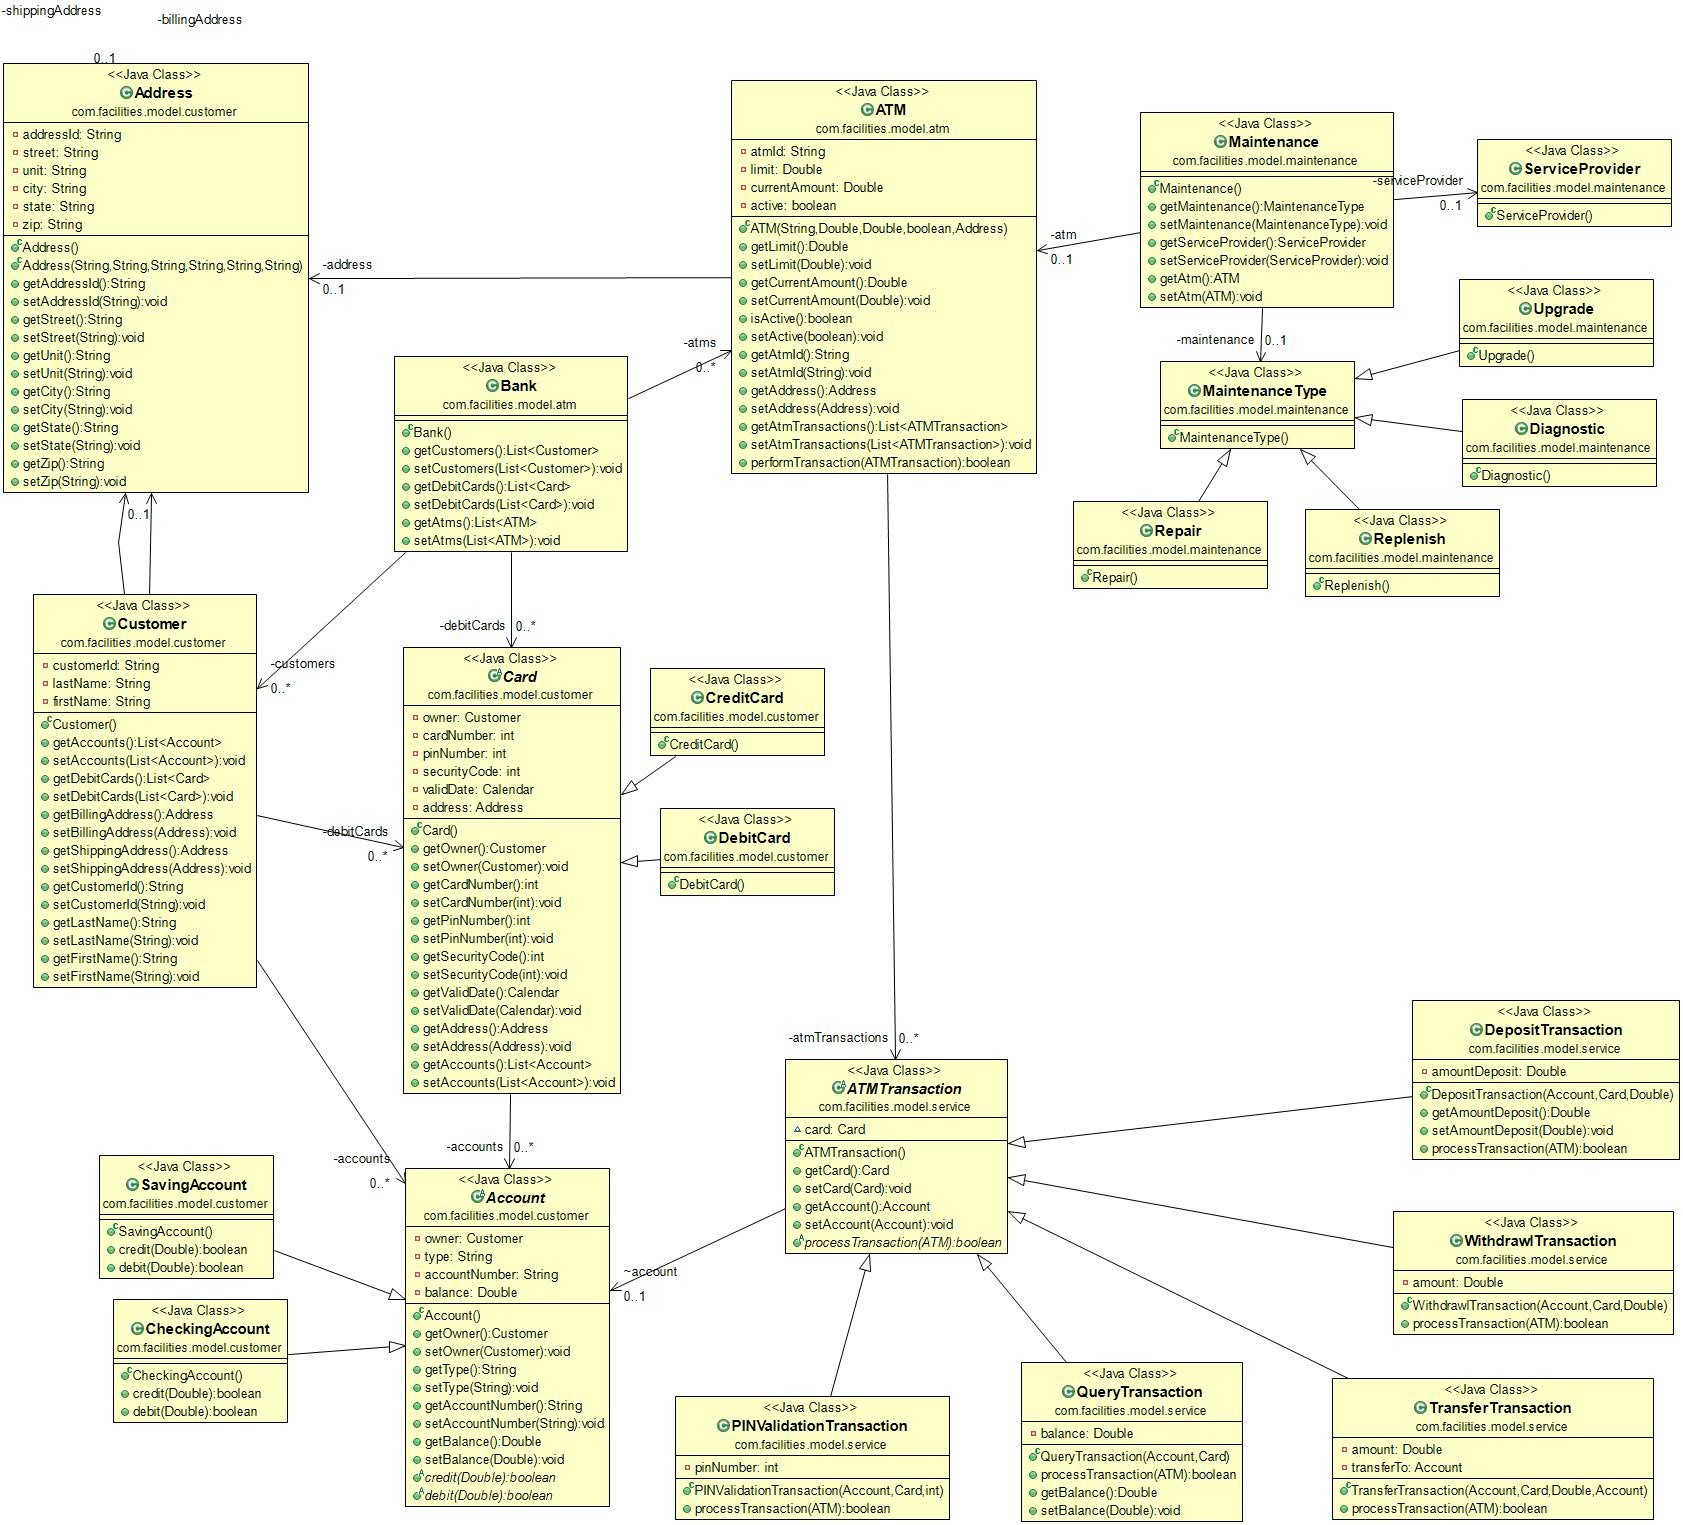 -shippingAddress
-billingAddress
0..1
<<Java Class>>
Address
com.facilities.model.customer
addressId: String
street: String
unit: String
city: String
state: String
zip: String
Address()
Address(String,String,String,String,String,String)
getAddressId():String
setAddressId(String):void
getStreet():String
setStreet(String):void
getUnit():String
setUnit(String):void
getCity():String
setCity(String):void
getState():String
setState(String):void
getZip():String
setZip(String):void
-address
0..1
<<Java Class>>
ATM
com.facilities.model.atm
atmId: String
limit: Double
currentAmount: Double
active: boolean
ATM(String,Double,Double,boolean,Address)
getLimit():Double
setLimit(Double):void
getCurrentAmount():Double
setCurrentAmount(Double):void
isActive():boolean
setActive(boolean):void
getAtmId():String
setAtmId(String):void
getAddress():Address
setAddress(Address):void
getAtmTransactions():List<ATMTransaction>
setAtmTransactions(List<ATMTransaction>):void
performTransaction(ATMTransaction):boolean
-atm
0..1
<<Java Class>>
Maintenance
com.facilities.model.maintenance
Maintenance()
getMaintenance():MaintenanceType
setMaintenance(MaintenanceType):void
getServiceProvider():ServiceProvider
setServiceProvider(ServiceProvider):void
getAtm():ATM
setAtm(ATM):void
-serviceProvider
0..1
<<Java Class>>
ServiceProvider
com.facilities.model.maintenance
ServiceProvider()
-maintenance
0..1
<<Java Class>>
MaintenanceType
com.facilities.model.maintenance
MaintenanceType()
<<Java Class>>
Upgrade
com.facilities.model.maintenance
Upgrade()
<<Java Class>>
Diagnostic
com.facilities.model.maintenance
Diagnostic()
<<Java Class>>
Repair
com.facilities.model.maintenance
Repair()
<<Java Class>>
Replenish
com.facilities.model.maintenance
Replenish()
-atms
0..*
<<Java Class>>
Bank
com.facilities.model.atm
Bank()
getCustomers():List<Customer>
setCustomers(List<Customer>):void
getDebitCards():List<Card>
setDebitCards(List<Card>):void
getAtms():List<ATM>
setAtms(List<ATM>):void
0..1
<<Java Class>>
Customer
com.facilities.model.customer
customerId: String
lastName: String
firstName: String
Customer()
getAccounts():List<Account>
setAccounts(List<Account>):void
getDebitCards():List<Card>
setDebitCards(List<Card>):void
getBillingAddress():Address
setBillingAddress(Address):void
getShippingAddress():Address
setShippingAddress(Address):void
getCustomerId():String
setCustomerId(String):void
getLastName():String
setLastName(String):void
getFirstName():String
setFirstName(String):void
-customers
0..*
-debitCards
0..*
-debitCards
0..*
<<Java Class>>
Card
com.facilities.model.customer
owner: Customer
cardNumber: int
pinNumber: int
securityCode: int
validDate: Calendar
address: Address
Card()
getOwner():Customer
setOwner(Customer):void
getCardNumber():int
setCardNumber(int):void
getPinNumber():int
setPinNumber(int):void
getSecurityCode():int
setSecurityCode(int):void
getValidDate():Calendar
setValidDate(Calendar):void
getAddress():Address
setAddress(Address):void
getAccounts():List<Account>
setAccounts(List<Account>):void
<<Java Class>>
CreditCard
com.facilities.model.customer
CreditCard()
<<Java Class>>
DebitCard
com.facilities.model.customer
DebitCard()
-accounts
0..*
-accounts
0..*
<<Java Class>>
SavingAccount
com.facilities.model.customer
SavingAccount()
credit(Double):boolean
debit(Double):boolean
<<Java Class>>
CheckingAccount
com.facilities.model.customer
CheckingAccount()
credit(Double):boolean
debit(Double):boolean
<<Java Class>>
Account
com.facilities.model.customer
owner: Customer
type: String
accountNumber: String
balance: Double
Account()
getOwner():Customer
setOwner(Customer):void
getType():String
setType(String):void
getAccountNumber():String
setAccountNumber(String):void
getBalance():Double
setBalance(Double):void
credit(Double):boolean
debit(Double):boolean
~account
0..1
-atmTransactions
0..*
<<Java Class>>
ATMTransaction
com.facilities.model.service
card: Card
ATMTransaction()
getCard():Card
setCard(Card):void
getAccount():Account
setAccount(Account):void
processTransaction(ATM):boolean
<<Java Class>>
DepositTransaction
com.facilities.model.service
amountDeposit: Double
DepositTransaction(Account,Card,Double)
getAmountDeposit():Double
setAmountDeposit(Double):void
processTransaction(ATM):boolean
<<Java Class>>
WithdrawlTransaction
com.facilities.model.service
amount: Double
WithdrawlTransaction(Account,Card,Double)
processTransaction(ATM):boolean
<<Java Class>>
PINValidationTransaction
com.facilities.model.service
pinNumber: int
PINValidationTransaction(Account,Card,int)
processTransaction(ATM):boolean
<<Java Class>>
QueryTransaction
com.facilities.model.service
balance: Double
QueryTransaction(Account,Card)
processTransaction(ATM):boolean
getBalance():Double
setBalance(Double):void
<<Java Class>>
TransferTransaction
com.facilities.model.service
amount: Double
transferTo: Account
TransferTransaction(Account,Card,Double,Account)
processTransaction(ATM):boolean